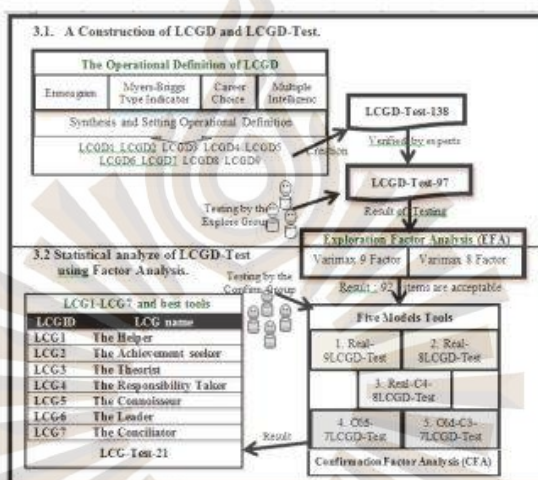 3.1. A Construction of LCGD and LCGD-Test.
The Operational Definition of LCGD
Enneagram
Myers-Briggs
Type Indicator
Career
Choice
Multiple
Intelligenc
Synthesis and Setting Operational Definition
LCGD1 LCGD2 LCGD3 LCGD4 LCGD5
LCGD6 LCGD7 LCGD8 LCGD9
Creation
LCGD-Test-138
Verified by experts
LCGD-Test-97
Testing by the
Explore Group
Result of Testing
Exploration Factor Analysis (EFA)
Varimax 9 Factor
Varimax 8 Factor
3.2 Statistical analyze of LCGD-Test
using Factor Analysis.
Testing by the
Confirm Group
Result : 92 items are acceptable
LCG1-LCG7 and best tools
LCGID LCG name
LCG1 The Helper
LCG2 The Achievement seeker
LCG3 The Theorist
LCG4 The Responsibility Taker
LCG5 The Connoisseur
LCG6 The Leader
LCG7 The Conciliator
LCG-Test-21
Result
Five Models Tools
1. Real-
9LCGD-Test
2. Real-
8LCGD-Test
3. Real-C4-
8LCGD-Test
4.
7LCGD-Test
5. Old-C3-
7LCGD-Test
Confirmation Factor Analysis (CFA)